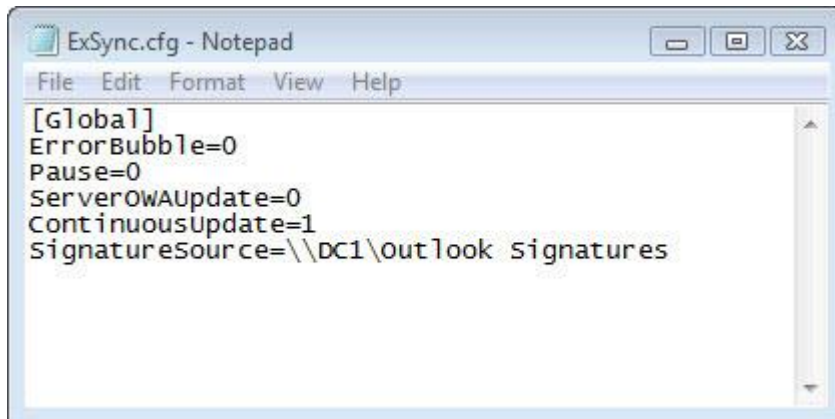 ExSync.cfg - Notepad
File Edit Format View Help
[Global]
ErrorBubble=0
Pause=0
ServerOWAUpdate=0
ContinuousUpdate=1
SignatureSource=\\DC1\Outlook Signatures